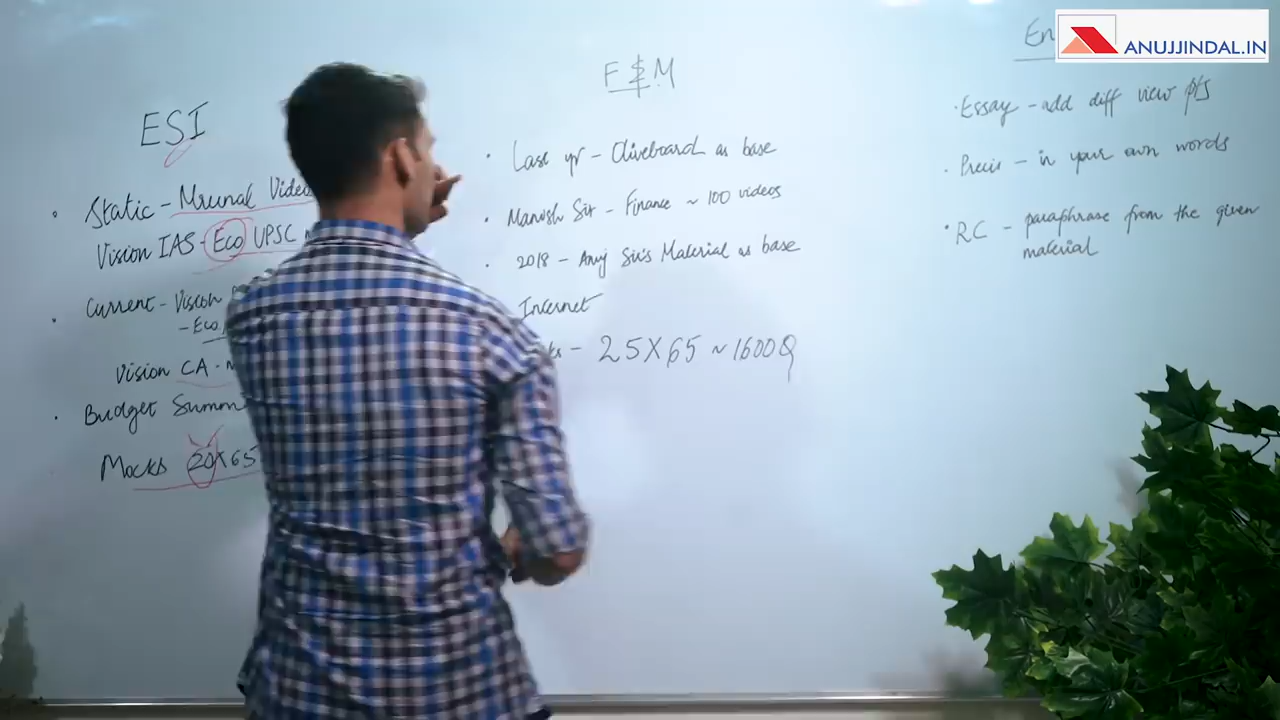 ANUJJINDAL.IN
ESI
Static - Mrunal Video
Vision IAS - Eco UPSC
Current - Vision
- Eco
Vision CA -
Budget Summ
Mocks 20X65
F & M
Last yr - Oliveboard as base
Manish Sir - Finance ~ 100 videos
2018 - Anuj Sir's Material as base
Internet
ks - 25X65 ~ 1600Q
En
Essay - add diff view pts
Precis - in your own words
RC - paraphrase from the given
material